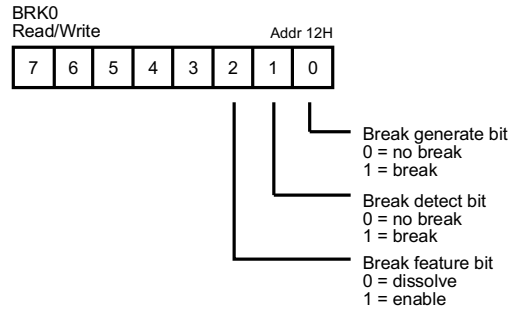 BRK0
Read/Write Addr 12H
7 6 5 4 3 2 1 0
Break generate bit
0 = no break
1 = break
Break detect bit
0 = no break
1 = break
Break feature bit
0 = dissolve
1 = enable